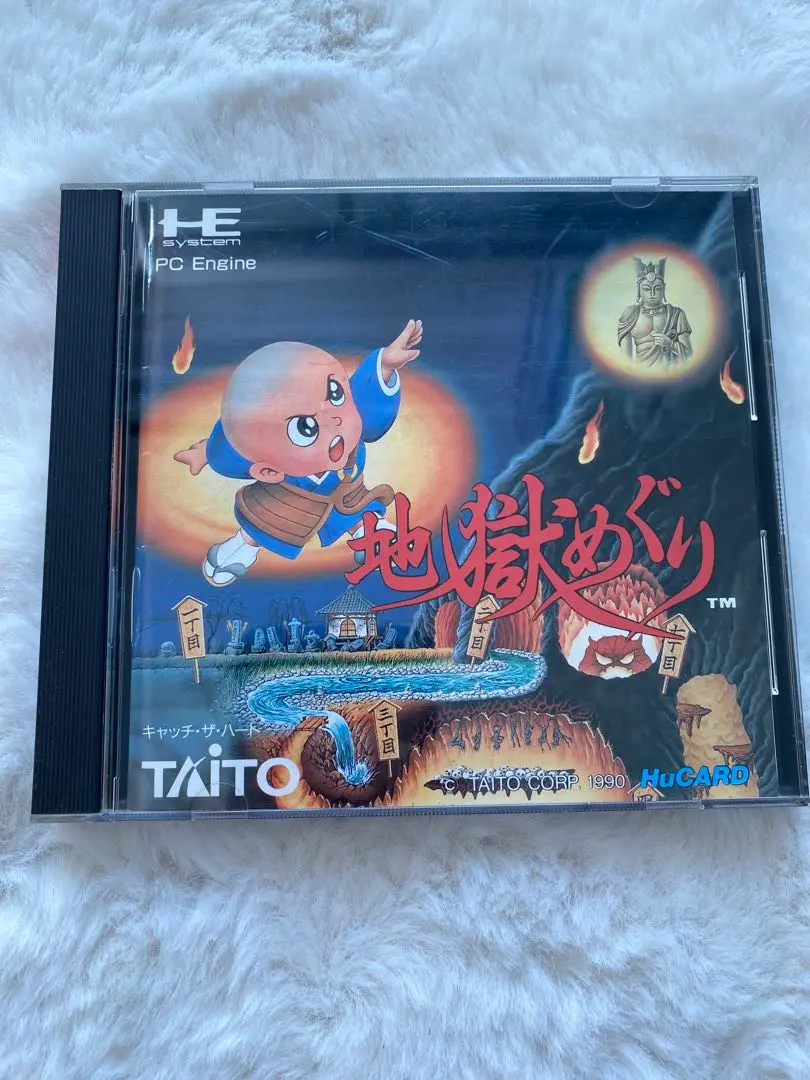 HE
system
PC Engine
地獄めぐり
TM
一丁目
二丁目
七丁目
三丁目
キャッチ・ザ・ハート
TAITO
© TAITO CORP. 1990
HuCARD